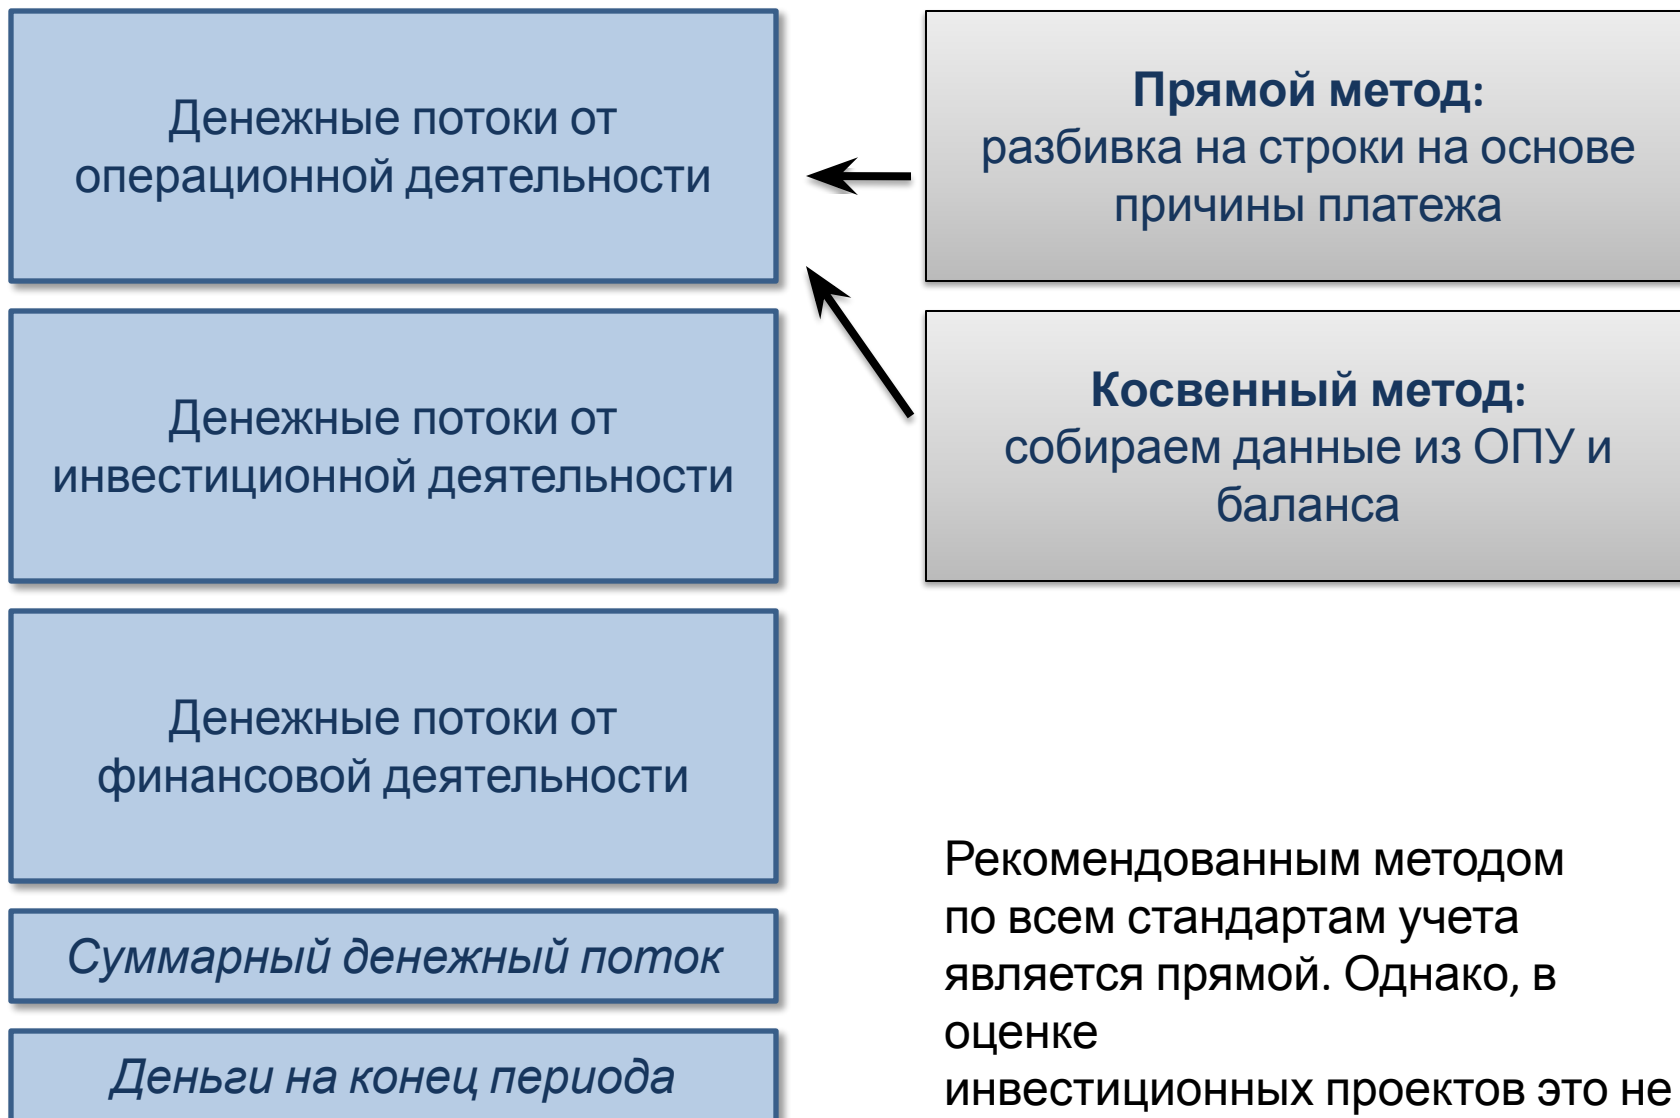 Денежные потоки от
операционной деятельности
Денежные потоки от
инвестиционной деятельности
Денежные потоки от
финансовой деятельности
Суммарный денежный поток
Деньги на конец периода
Прямой метод:
разбивка на строки на основе
причины платежа
Косвенный метод:
собираем данные из ОПУ и
баланса
Рекомендованным методом
по всем стандартам учета
является прямой. Однако, в
оценке
инвестиционных проектов это не